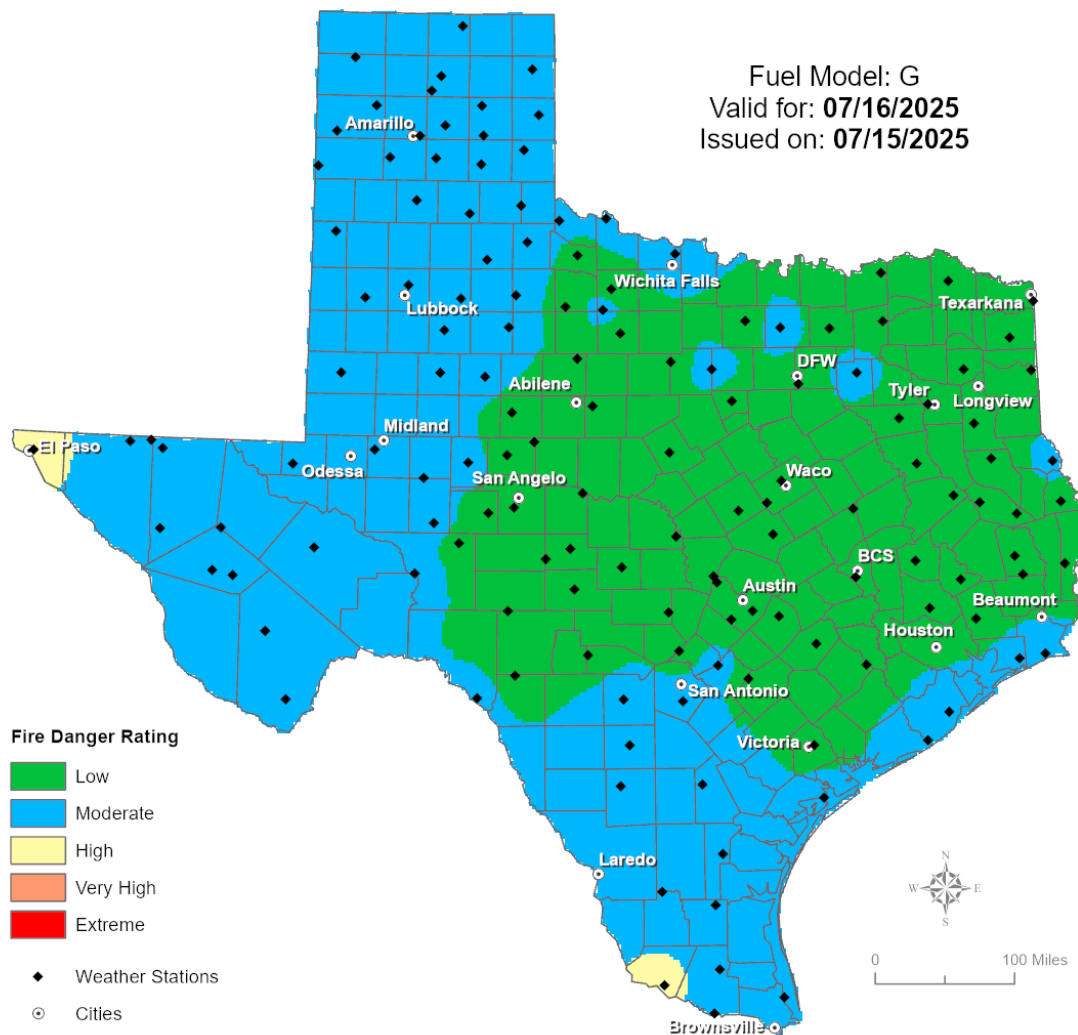 Fuel Model: G
Valid for: 07/16/2025
Issued on: 07/15/2025
Amarillo
Wichita Falls
Texarkana
Lubbock
DFW
Abilene
Tyler
Longview
Midland
El Paso
Odessa
San Angelo
Waco
BCS
Austin
Beaumont
Houston
San Antonio
Victoria
Laredo
Brownsville
Fire Danger Rating
Low
Moderate
High
Very High
Extreme
Weather Stations
Cities
N
W E
S
0 100 Miles